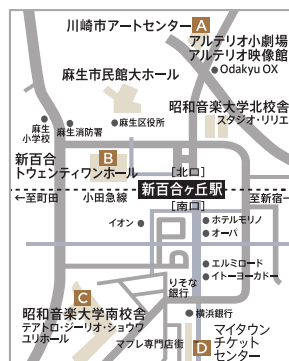 川崎市アートセンター A
アルテリオ小劇場
アルテリオ映像館
Odakyu OX
麻生市民館大ホール
昭和音楽大学北校舎
スタジオ・リリエ
麻生
小学校
麻生消防署
麻生区役所
B
新百合
トウェンティワンホール
[北口]
新百合ヶ丘駅
←至町田
小田急線
至新宿→
[南口]
イオン
ホテルモリノ
オーパ
エルミロード
イトーヨーカドー
りそな
銀行
C
昭和音楽大学南校舎
テアトロ・ジーリオ・ショウワ
ユリホール
横浜銀行
マプレ専門店街
D
マイタウン
チケット
センター